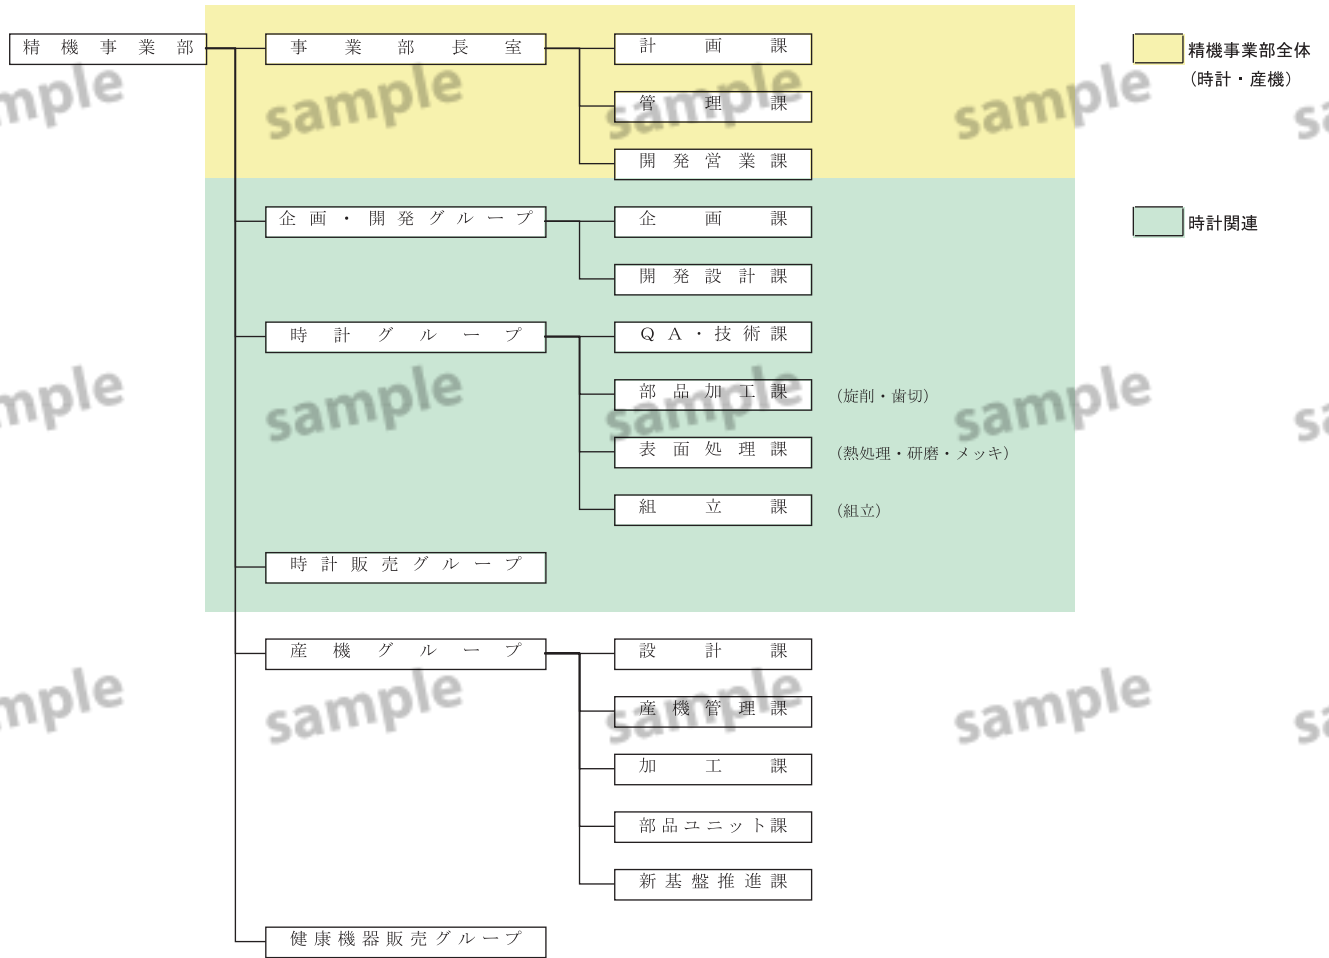 精機事業部
事業部長室
計画課
管理課
開発営業課
企画・開発グループ
企画課
開発設計課
時計グループ
QA・技術課
部品加工課
（旋削・歯切）
表面処理課
（熱処理・研磨・メッキ）
組立課
（組立）
時計販売グループ
産機グループ
設計課
産機管理課
加工課
部品ユニット課
新基盤推進課
健康機器販売グループ
精機事業部全体
（時計・産機）
時計関連
sample
sample
sample
sample
sample
sample
sample
sample
sample
sample
sample
sample